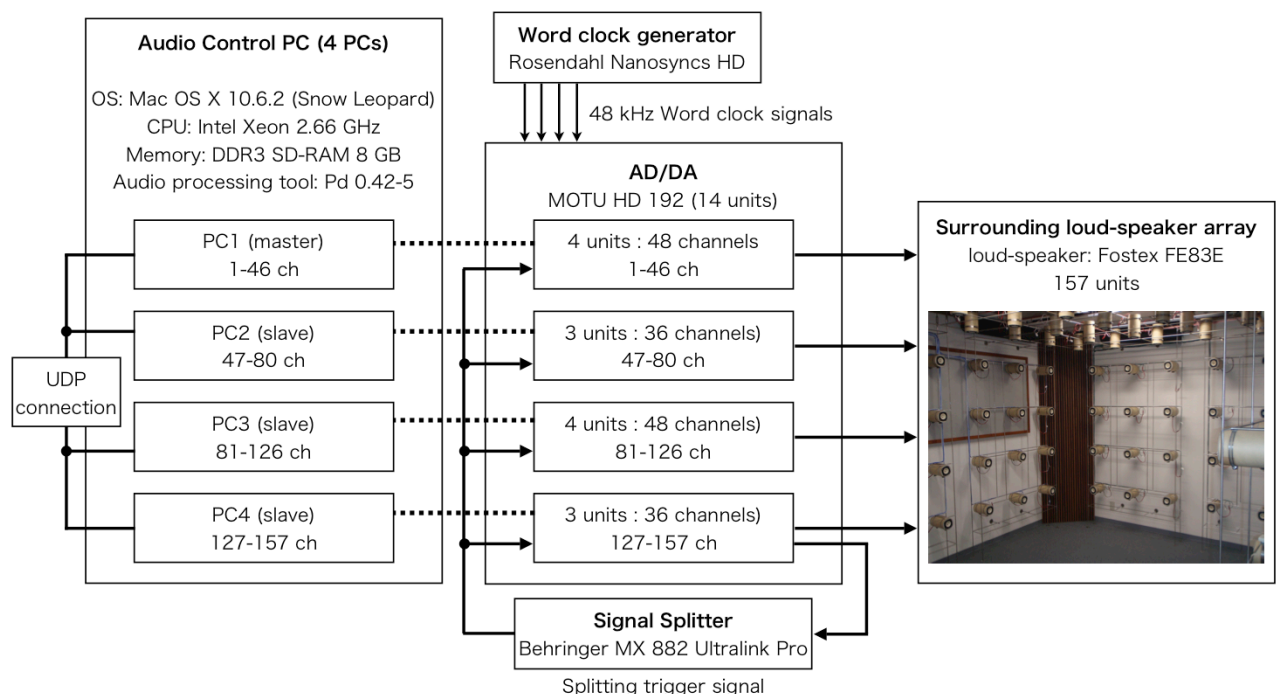 Audio Control PC (4 PCs)
OS: Mac OS X 10.6.2 (Snow Leopard)
CPU: Intel Xeon 2.66 GHz
Memory: DDR3 SD-RAM 8 GB
Audio processing tool: Pd 0.42-5
PC1 (master)
1-46 ch
PC2 (slave)
47-80 ch
PC3 (slave)
81-126 ch
PC4 (slave)
127-157 ch
UDP
connection
Word clock generator
Rosendahl Nanosyncs HD
48 kHz Word clock signals
AD/DA
MOTU HD 192 (14 units)
4 units : 48 channels
1-46 ch
3 units : 36 channels)
47-80 ch
4 units : 48 channels)
81-126 ch
3 units : 36 channels)
127-157 ch
Signal Splitter
Behringer MX 882 Ultralink Pro
Splitting trigger signal
Surrounding loud-speaker array
loud-speaker: Fostex FE83E
157 units